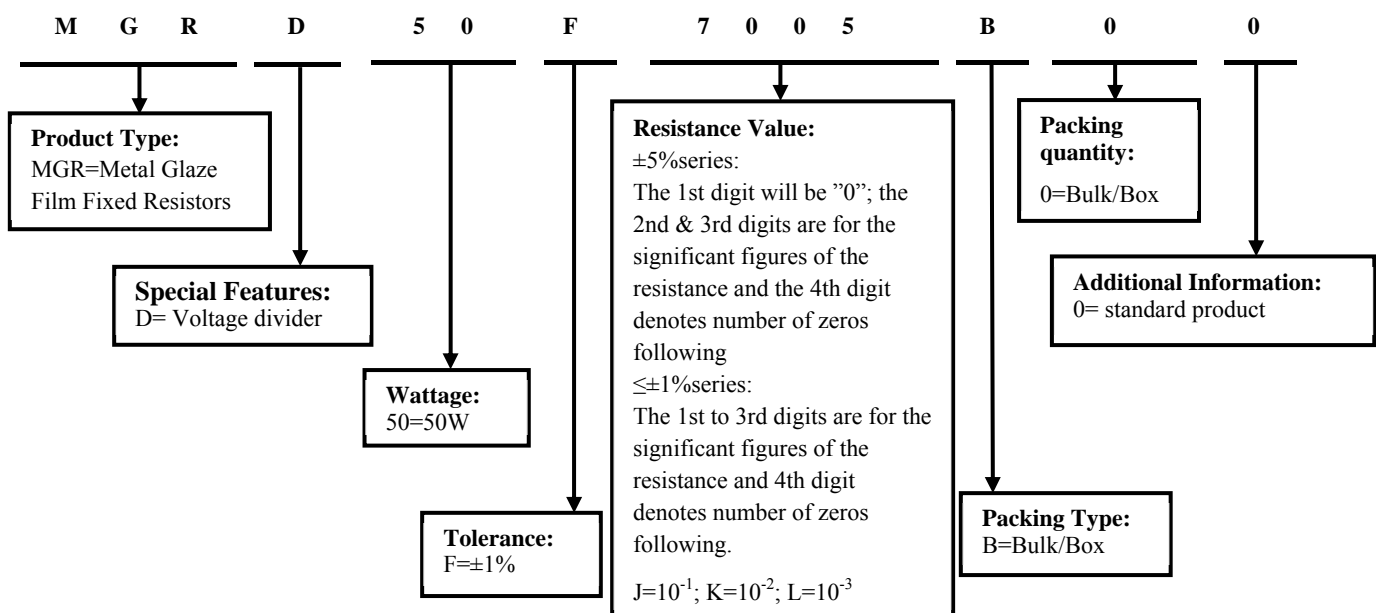 M G R D 5 0 F 7 0 0 5 B 0 0
Product Type:
MGR=Metal Glaze
Film Fixed Resistors
Special Features:
D= Voltage divider
Wattage:
50=50W
Tolerance:
F=±1%
Resistance Value:
±5%series:
The 1st digit will be ”0”; the
2nd & 3rd digits are for the
significant figures of the
resistance and the 4th digit
denotes number of zeros
following
≤±1%series:
The 1st to 3rd digits are for the
significant figures of the
resistance and 4th digit
denotes number of zeros
following.
J=10⁻¹; K=10⁻²; L=10⁻³
Packing Type:
B=Bulk/Box
Packing
quantity:
0=Bulk/Box
Additional Information:
0= standard product